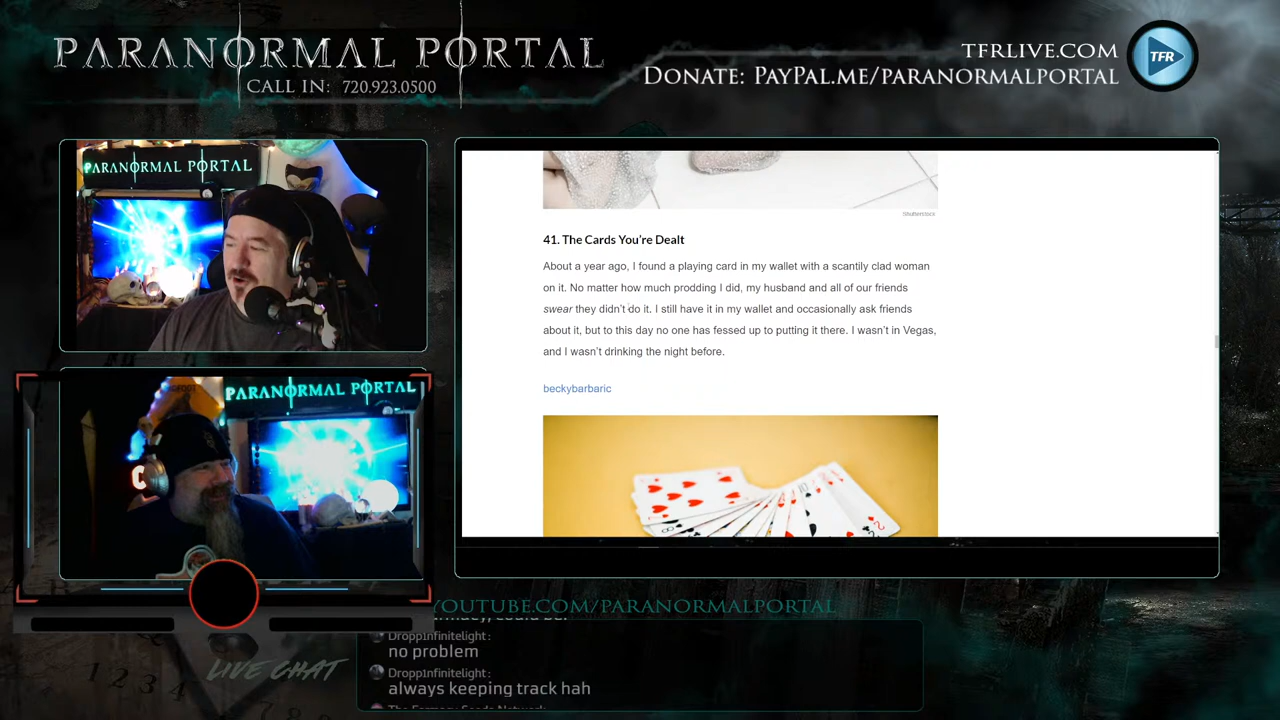 PARANORMAL PORTAL
CALL IN: 720.923.0500
TFRLIVE.COM
DONATE: PAYPAL.ME/PARANORMALPORTAL
TFR
PARANORMAL PORTAL
PARANORMAL PORTAL
Shutterstock
41. The Cards You're Dealt
About a year ago, I found a playing card in my wallet with a scantily clad woman
on it. No matter how much prodding I did, my husband and all of our friends
swear they didn't do it. I still have it in my wallet and occasionally ask friends
about it, but to this day no one has fessed up to putting it there. I wasn't in Vegas,
and I wasn't drinking the night before.
beckybarbaric
YOUTUBE.COM/PARANORMALPORTAL
LIVE CHAT
could be.
Dropp1nfinitelight:
no problem
Dropp1nfinitelight:
always keeping track hah